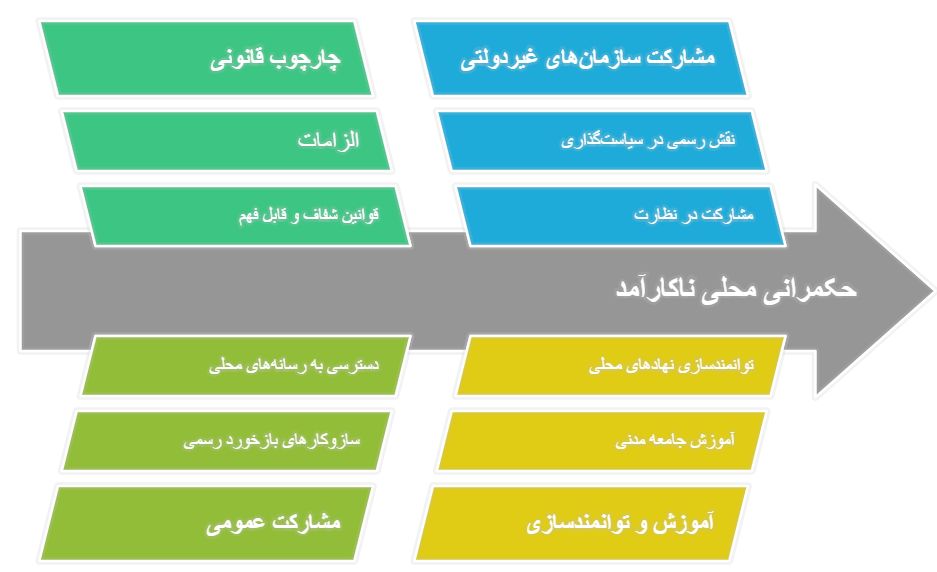 مشارکت سازمان‌های غیردولتی
نقش رسمی در سیاست‌گذاری
مشارکت در نظارت
چارچوب قانونی
الزامات
قوانین شفاف و قابل فهم
حکمرانی محلی ناکارآمد
توانمندسازی نهادهای محلی
آموزش جامعه مدنی
آموزش و توانمندسازی
دسترسی به رسانه‌های محلی
سازوکارهای بازخورد رسمی
مشارکت عمومی